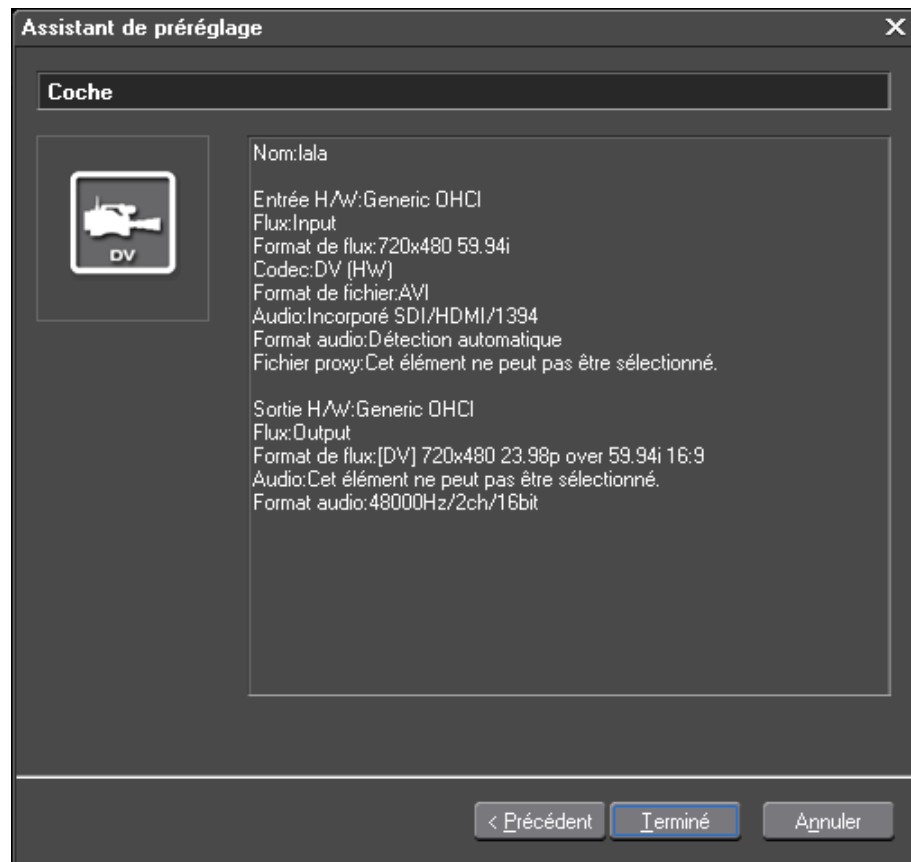 Assistant de préréglage
Coche
DV
Nom:lala
Entrée H/W:Generic OHCI
Flux:Input
Format de flux:720x480 59.94i
Codec:DV (HW)
Format de fichier:AVI
Audio:Incorporé SDI/HDMI/1394
Format audio:Détection automatique
Fichier proxy:Cet élément ne peut pas être sélectionné.
Sortie H/W:Generic OHCI
Flux:Output
Format de flux:[DV] 720x480 23.98p over 59.94i 16:9
Audio:Cet élément ne peut pas être sélectionné.
Format audio:48000Hz/2ch/16bit
< Précédent
Terminé
Annuler